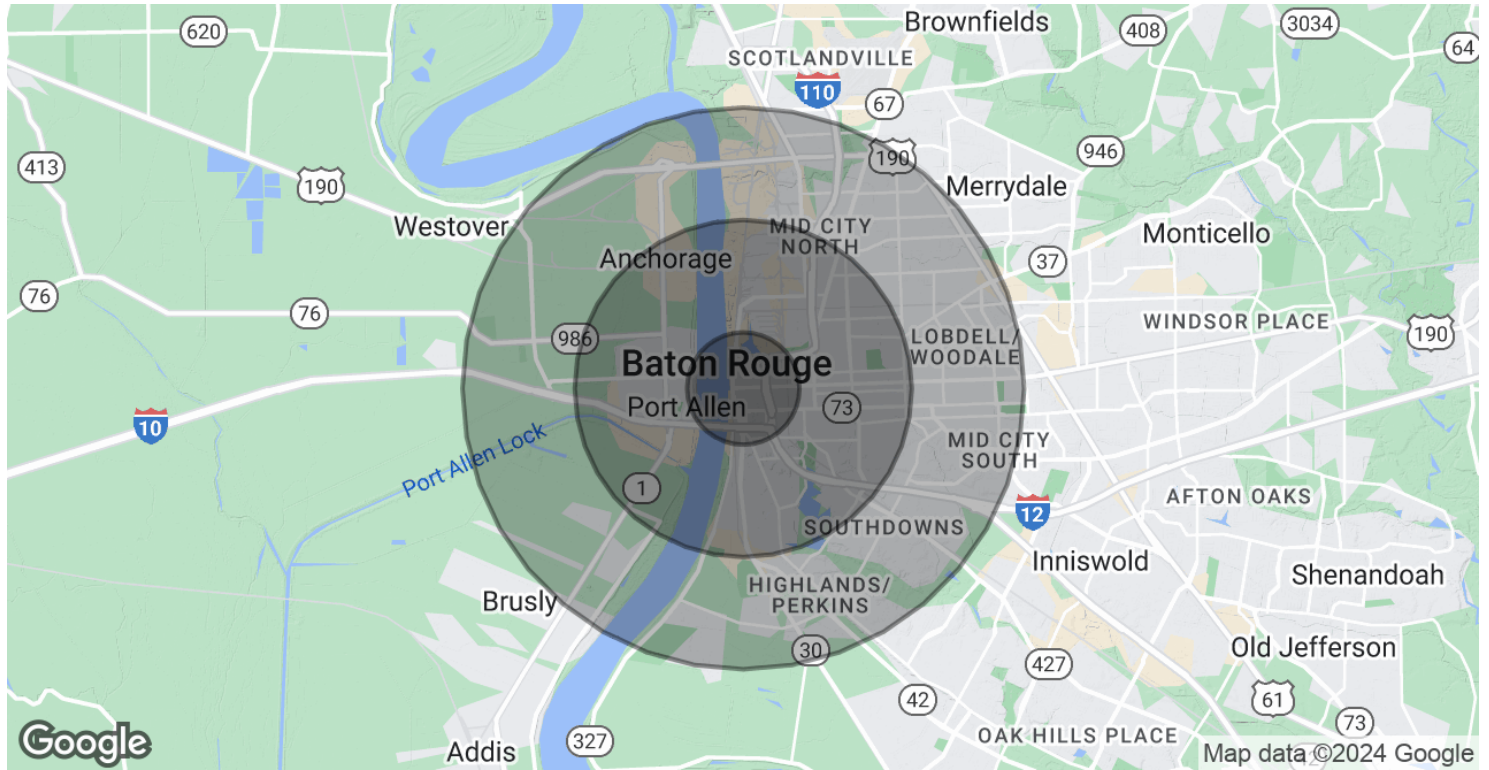 Brownfields
620
408
3034
64
SCOTLANDVILLE
110
67
413
946
190
190
Merrydale
Westover
MID CITY
NORTH
Monticello
Anchorage
37
76
76
WINDSOR PLACE
190
986
LOBDELL/
WOODALE
Baton Rouge
Port Allen
73
10
MID CITY
SOUTH
Port Allen Lock
1
AFTON OAKS
12
SOUTHDOWNS
Inniswold
Shenandoah
HIGHLANDS/
PERKINS
Brusly
30
Old Jefferson
427
42
61
73
OAK HILLS PLACE
327
Addis
Google
Map data ©2024 Google